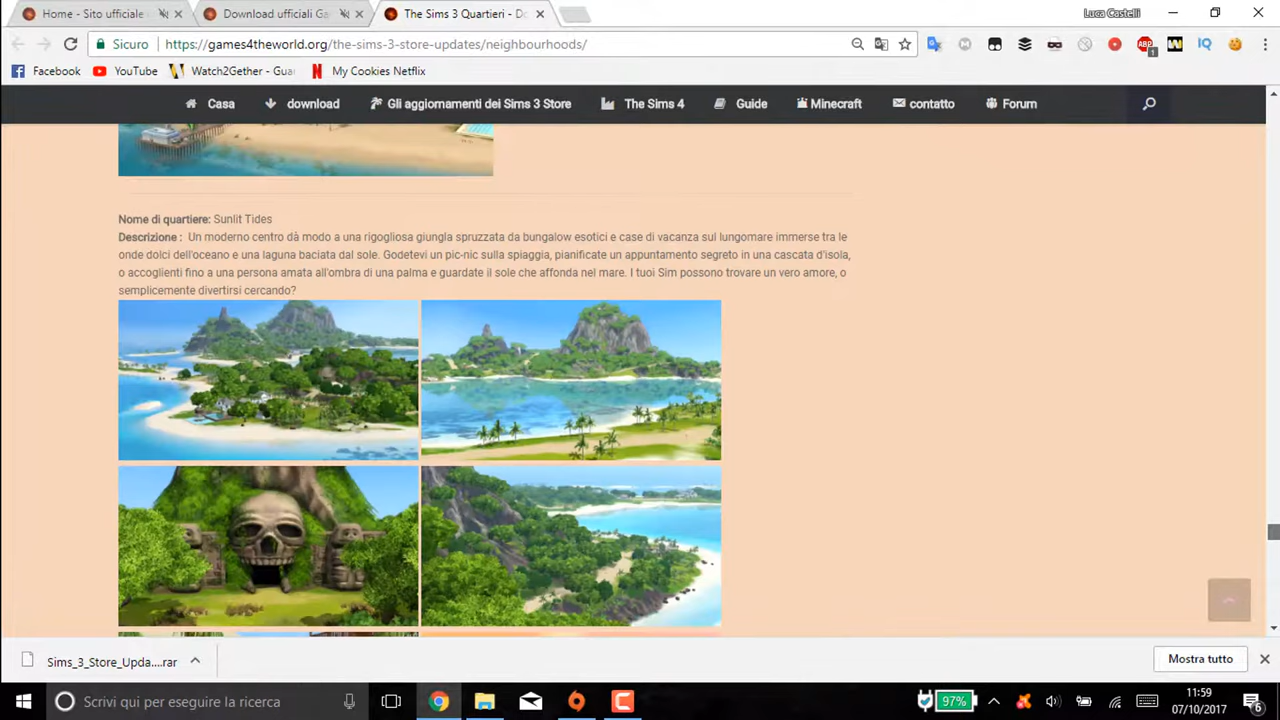 Home - Sito ufficiale
Download ufficiali Ga
The Sims 3 Quartieri - Do
Luca Costelli
Sicuro
https://games4theworld.org/the-sims-3-store-updates/neighbourhoods/
Facebook
YouTube
Watch2Gether - Gua
My Cookies Netflix
Casa
download
Gli aggiornamenti dei Sims 3 Store
The Sims 4
Guide
Minecraft
contatto
Forum
Nome di quartiere: Sunlit Tides
Descrizione : Un moderno centro dà modo a una rigogliosa giungla spruzzata da bungalow esotici e case di vacanza sul lungomare immerse tra le
onde dolci dell'oceano e una laguna baciata dal sole. Godetevi un pic-nic sulla spiaggia, pianificate un appuntamento segreto in una cascata d'isola,
o accoglienti fino a una persona amata all'ombra di una palma e guardate il sole che affonda nel mare. I tuoi Sim possono trovare un vero amore, o
semplicemente divertirsi cercando?
Sims_3_Store_Upda....rar
Mostra tutto
Scrivi qui per eseguire la ricerca
97%
11:59
07/10/2017
6
ABP
1
IQ